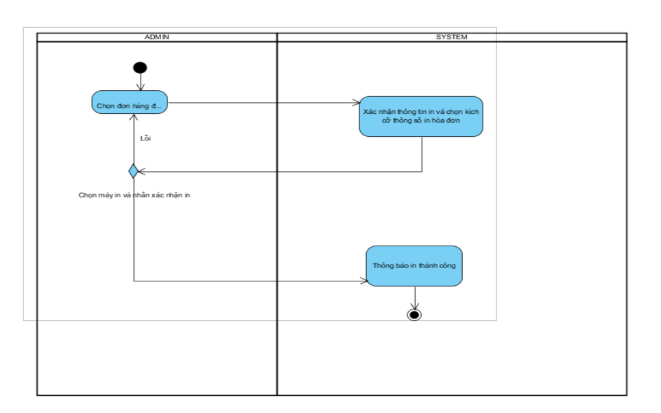 ADMIN
SYSTEM
Chọn đơn hàng đ...
Xác nhận thông tin in và chọn kích
cỡ thông số in hòa đơn
Lỗi
Chọn máy in và nhấn xác nhận in
Thông báo in thành công